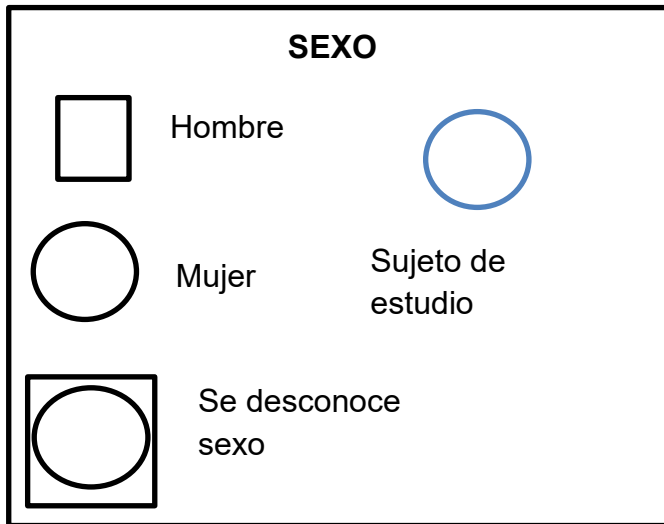 SEXO
Hombre
Mujer
Sujeto de
estudio
Se desconoce
sexo